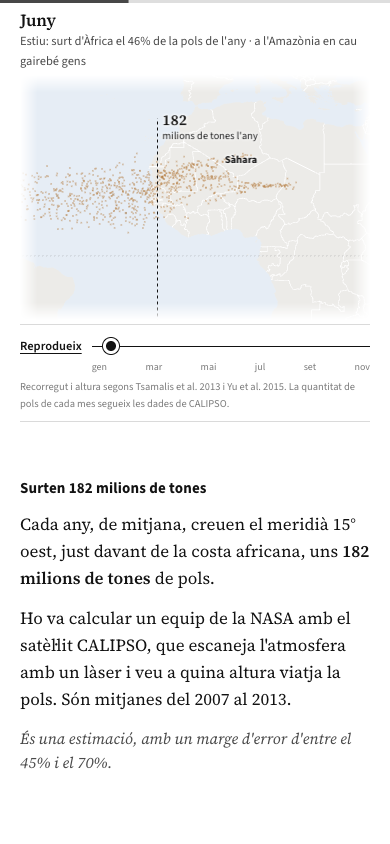 Juny
Estiu: surt d'Àfrica el 46% de la pols de l'any · a l'Amazònia en cau
gairebé gens
182
milions de tones l'any
Sàhara
Reprodueix
gen mar mai jul set nov
Recorregut i altura segons Tsamalis et al. 2013 i Yu et al. 2015. La quantitat de
pols de cada mes segueix les dades de CALIPSO.
Surten 182 milions de tones
Cada any, de mitjana, creuen el meridià 15°
oest, just davant de la costa africana, uns 182
milions de tones de pols.
Ho va calcular un equip de la NASA amb el
satèŀlit CALIPSO, que escaneja l'atmosfera
amb un làser i veu a quina altura viatja la
pols. Són mitjanes del 2007 al 2013.
És una estimació, amb un marge d'error d'entre el
45% i el 70%.